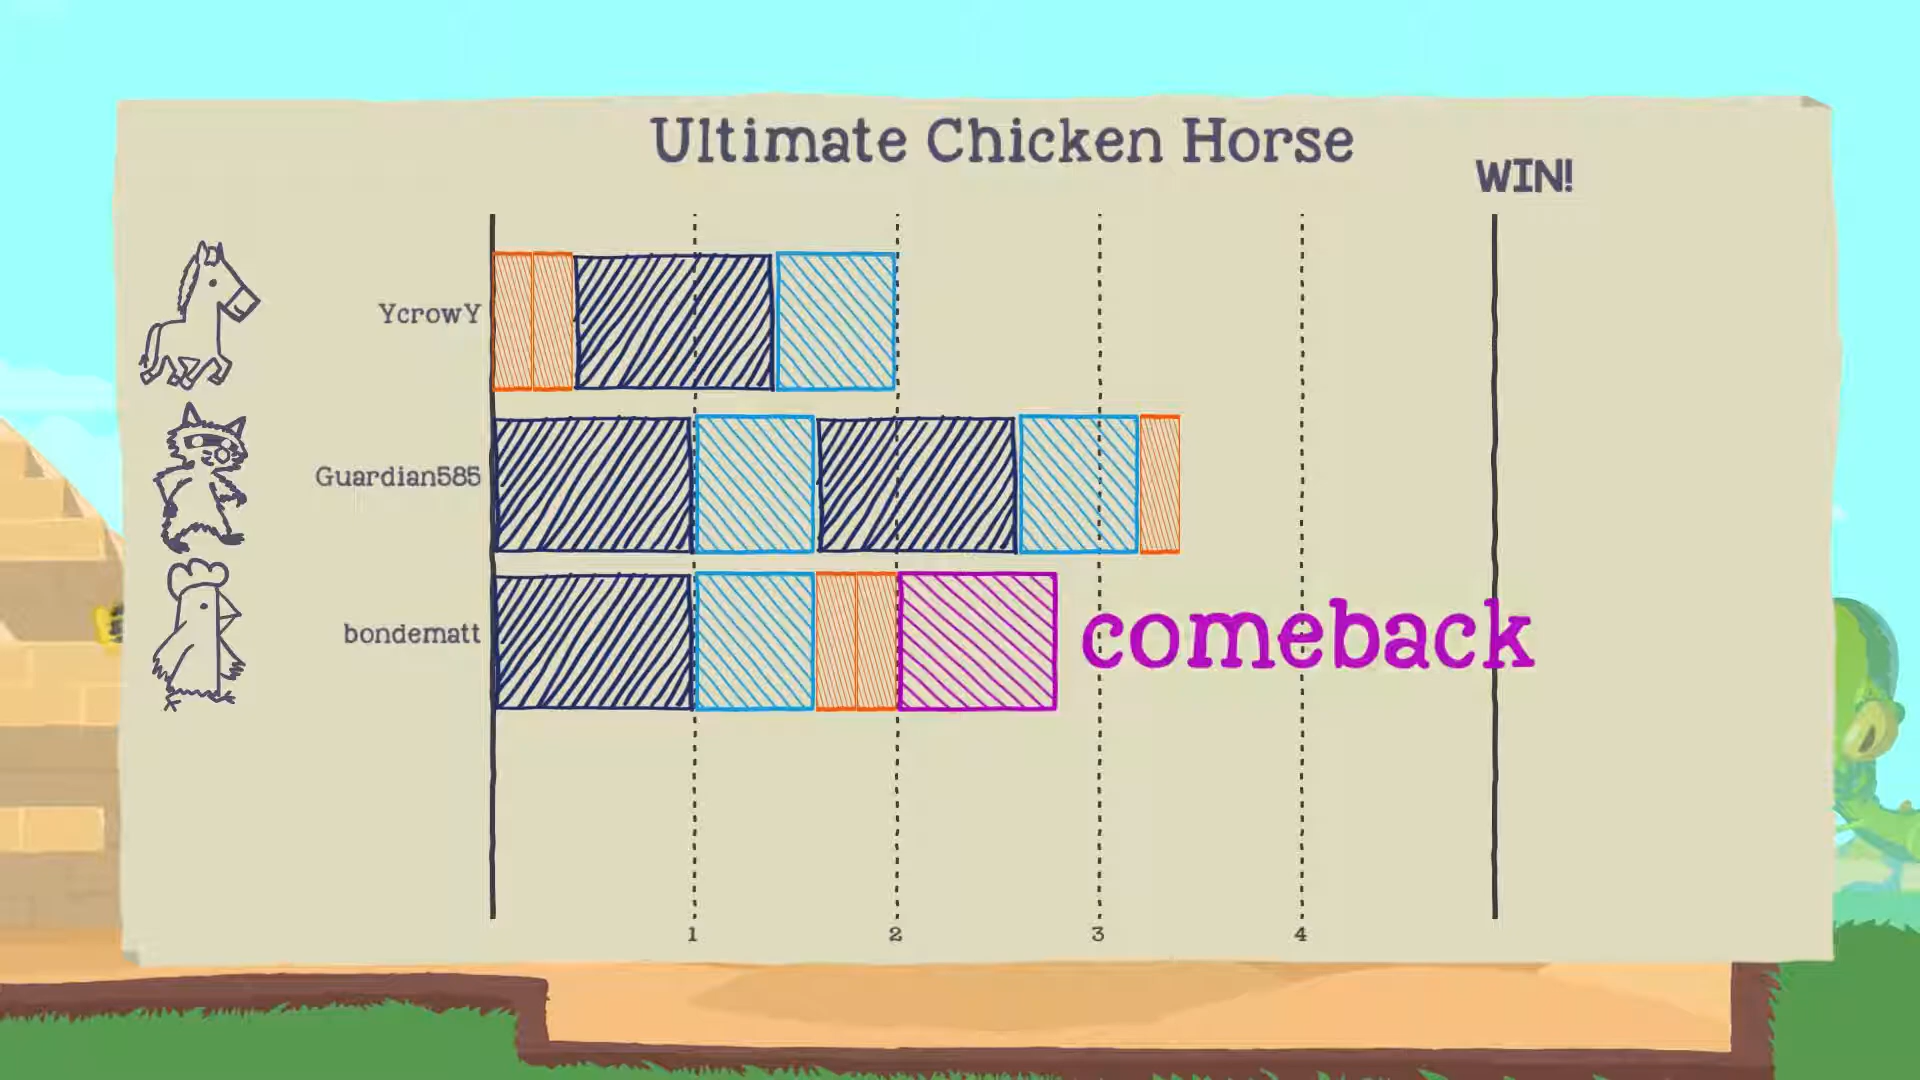 Ultimate Chicken Horse
WIN!
YcrowY
Guardian585
bondematt
comeback
1 2 3 4